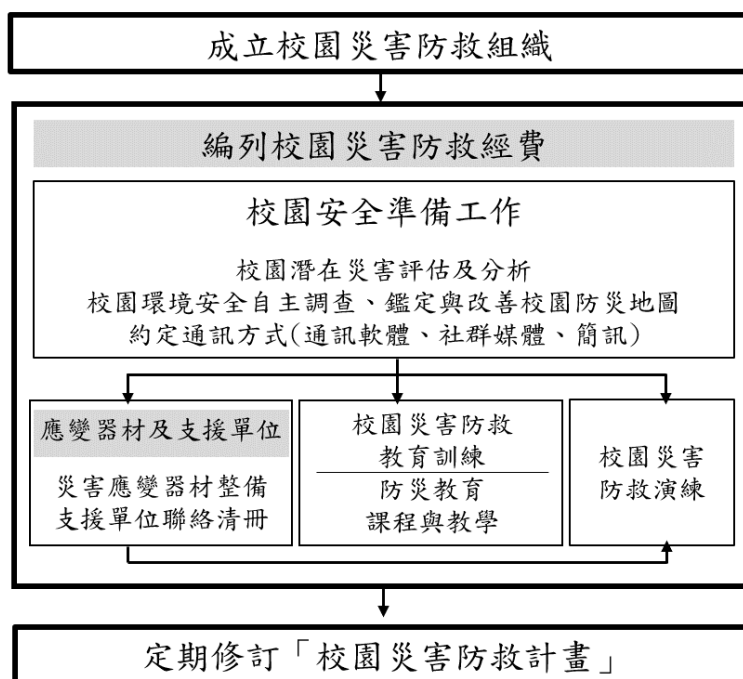 成立校園災害防救組織
編列校園災害防救經費
校園安全準備工作
校園潛在災害評估及分析
校園環境安全自主調查、鑑定與改善校園防災地圖
約定通訊方式(通訊軟體、社群媒體、簡訊)
應變器材及支援單位
災害應變器材整備
支援單位聯絡清冊
校園災害防救
教育訓練
防災教育
課程與教學
校園災害
防救演練
定期修訂「校園災害防救計畫」